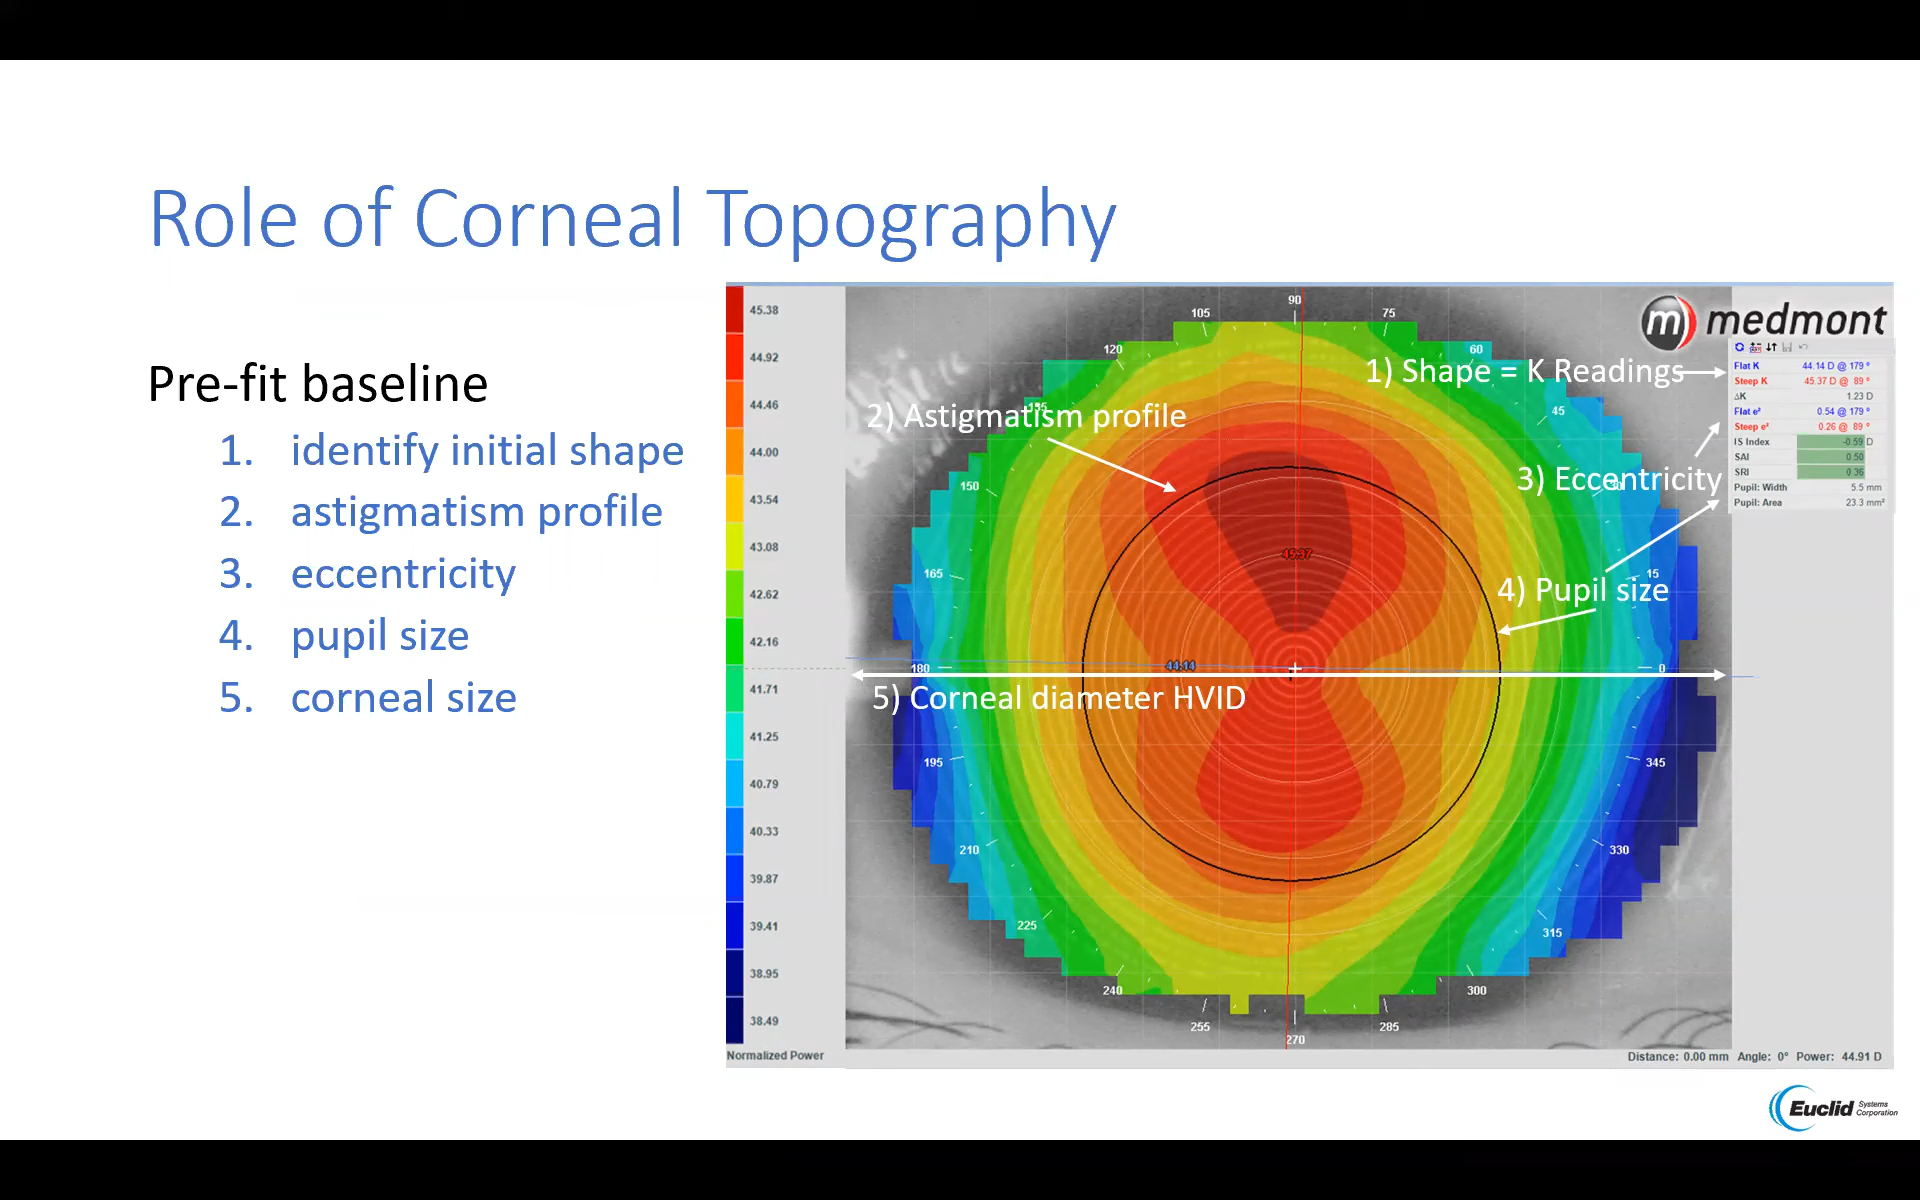 Role of Corneal Topography
Pre-fit baseline
1. identify initial shape
2. astigmatism profile
3. eccentricity
4. pupil size
5. corneal size
45.38
44.92
44.46
44.00
43.54
43.08
42.62
42.16
41.71
41.25
40.79
40.33
39.87
39.41
38.95
38.49
Normalized Power
90
105
75
120
60
135
45
150
30
165
15
180
0
195
345
210
330
225
315
240
300
255
285
270
45.37
44.14
1) Shape = K Readings
2) Astigmatism profile
3) Eccentricity
4) Pupil size
5) Corneal diameter HVID
medmont
Flat K 44.14 D @ 179 °
Steep K 45.37 D @ 89 °
ΔK 1.23 D
Flat e² 0.54 @ 179 °
Steep e² 0.26 @ 89 °
IS Index -0.59 D
SAI 0.50
SRI 0.36
Pupil: Width 5.5 mm
Pupil: Area 23.3 mm²
Distance: 0.00 mm Angle: 0° Power: 44.91 D
Euclid Systems Corporation